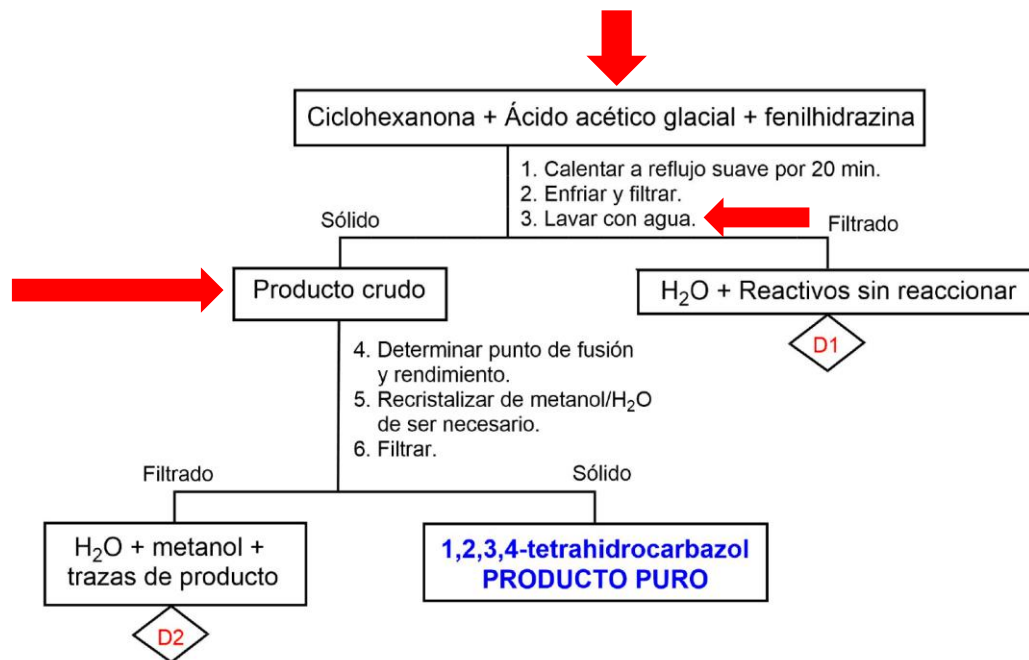 Ciclohexanona + Ácido acético glacial + fenilhidrazina
1. Calentar a reflujo suave por 20 min.
2. Enfriar y filtrar.
3. Lavar con agua.
Sólido
Filtrado
Producto crudo
H₂O + Reactivos sin reaccionar
D1
4. Determinar punto de fusión
y rendimiento.
5. Recristalizar de metanol/H₂O
de ser necesario.
6. Filtrar.
Filtrado
Sólido
H₂O + metanol +
trazas de producto
1,2,3,4-tetrahidrocarbazol
PRODUCTO PURO
D2